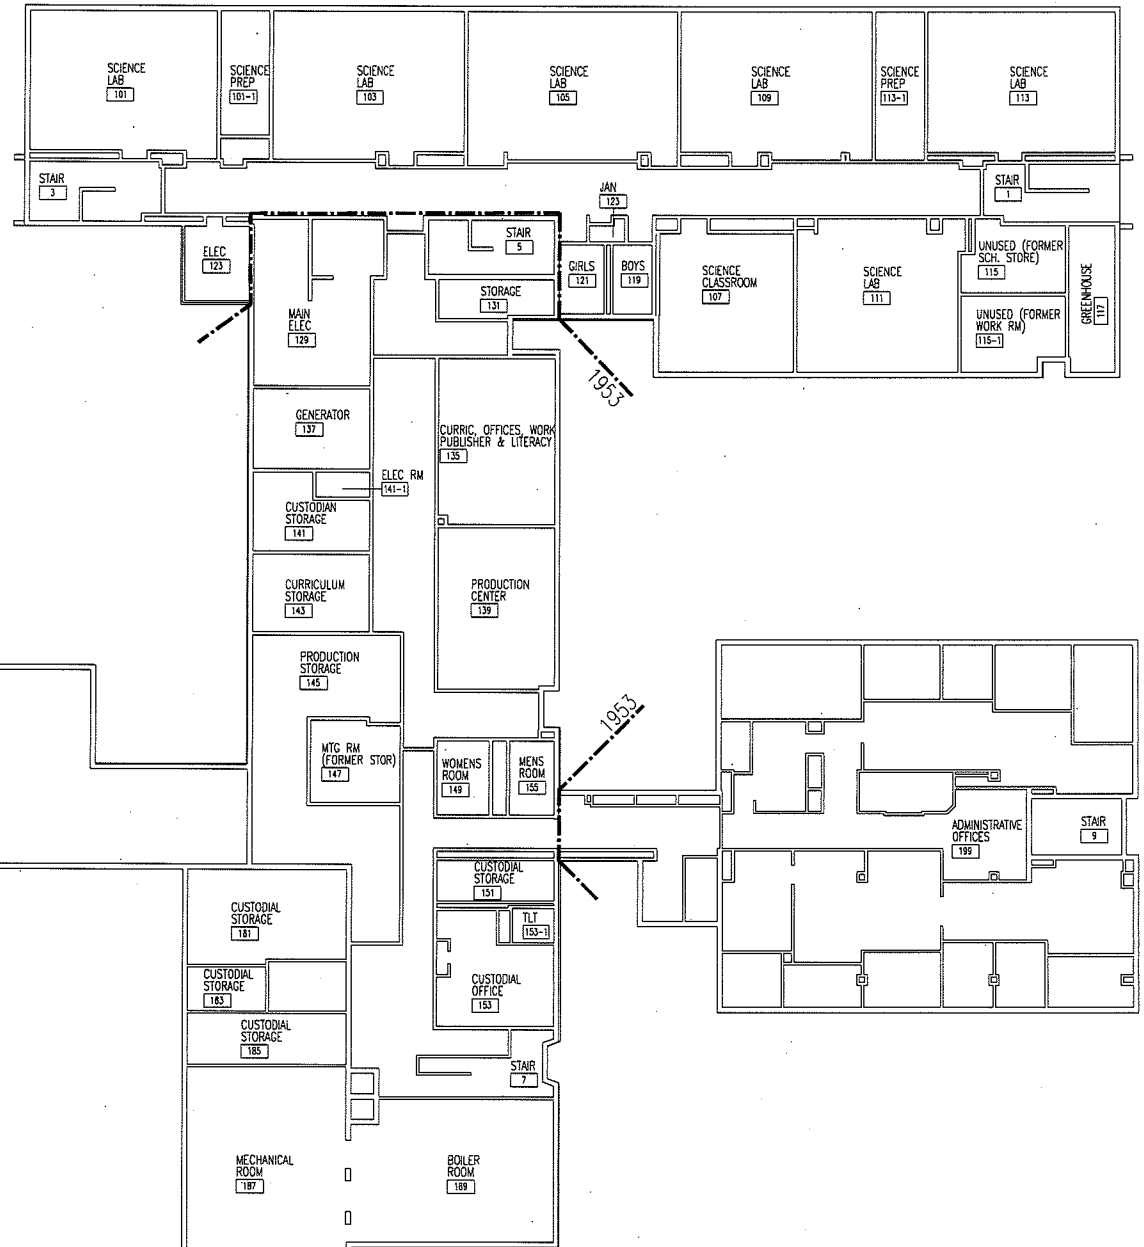 SCIENCE
LAB
101
SCIENCE
PREP
101-1
SCIENCE
LAB
103
SCIENCE
LAB
105
SCIENCE
LAB
109
SCIENCE
PREP
113-1
SCIENCE
LAB
113
STAIR
3
JAN
123
STAIR
1
ELEC
123
STAIR
5
GIRLS
121
BOYS
119
SCIENCE
CLASSROOM
107
SCIENCE
LAB
111
UNUSED (FORMER
SCH. STORE)
115
GREENHOUSE
117
STORAGE
131
MAIN
ELEC
129
UNUSED (FORMER
WORK RM)
115-1
1953
GENERATOR
137
CURRIC, OFFICES, WORK
PUBLISHER & LITERACY
135
ELEC RM
141-1
CUSTODIAN
STORAGE
141
CURRICULUM
STORAGE
143
PRODUCTION
CENTER
139
PRODUCTION
STORAGE
145
1953
MTG RM
(FORMER STOR)
147
WOMENS
ROOM
149
MENS
ROOM
155
ADMINISTRATIVE
OFFICES
199
STAIR
9
CUSTODIAL
STORAGE
151
CUSTODIAL
STORAGE
181
TLT
153-1
CUSTODIAL
STORAGE
183
CUSTODIAL
OFFICE
153
CUSTODIAL
STORAGE
185
STAIR
7
MECHANICAL
ROOM
187
BOILER
ROOM
189